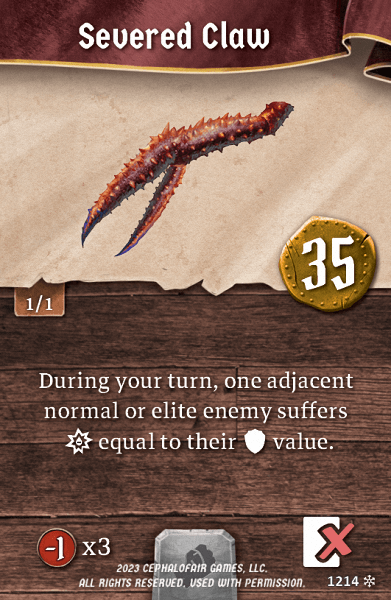 Severed Claw
35
1/1
During your turn, one adjacent
normal or elite enemy suffers
equal to their value.
-1 x3
2023 CEPHALOFAIR GAMES, LLC.
ALL RIGHTS RESERVED. USED WITH PERMISSION.
1214